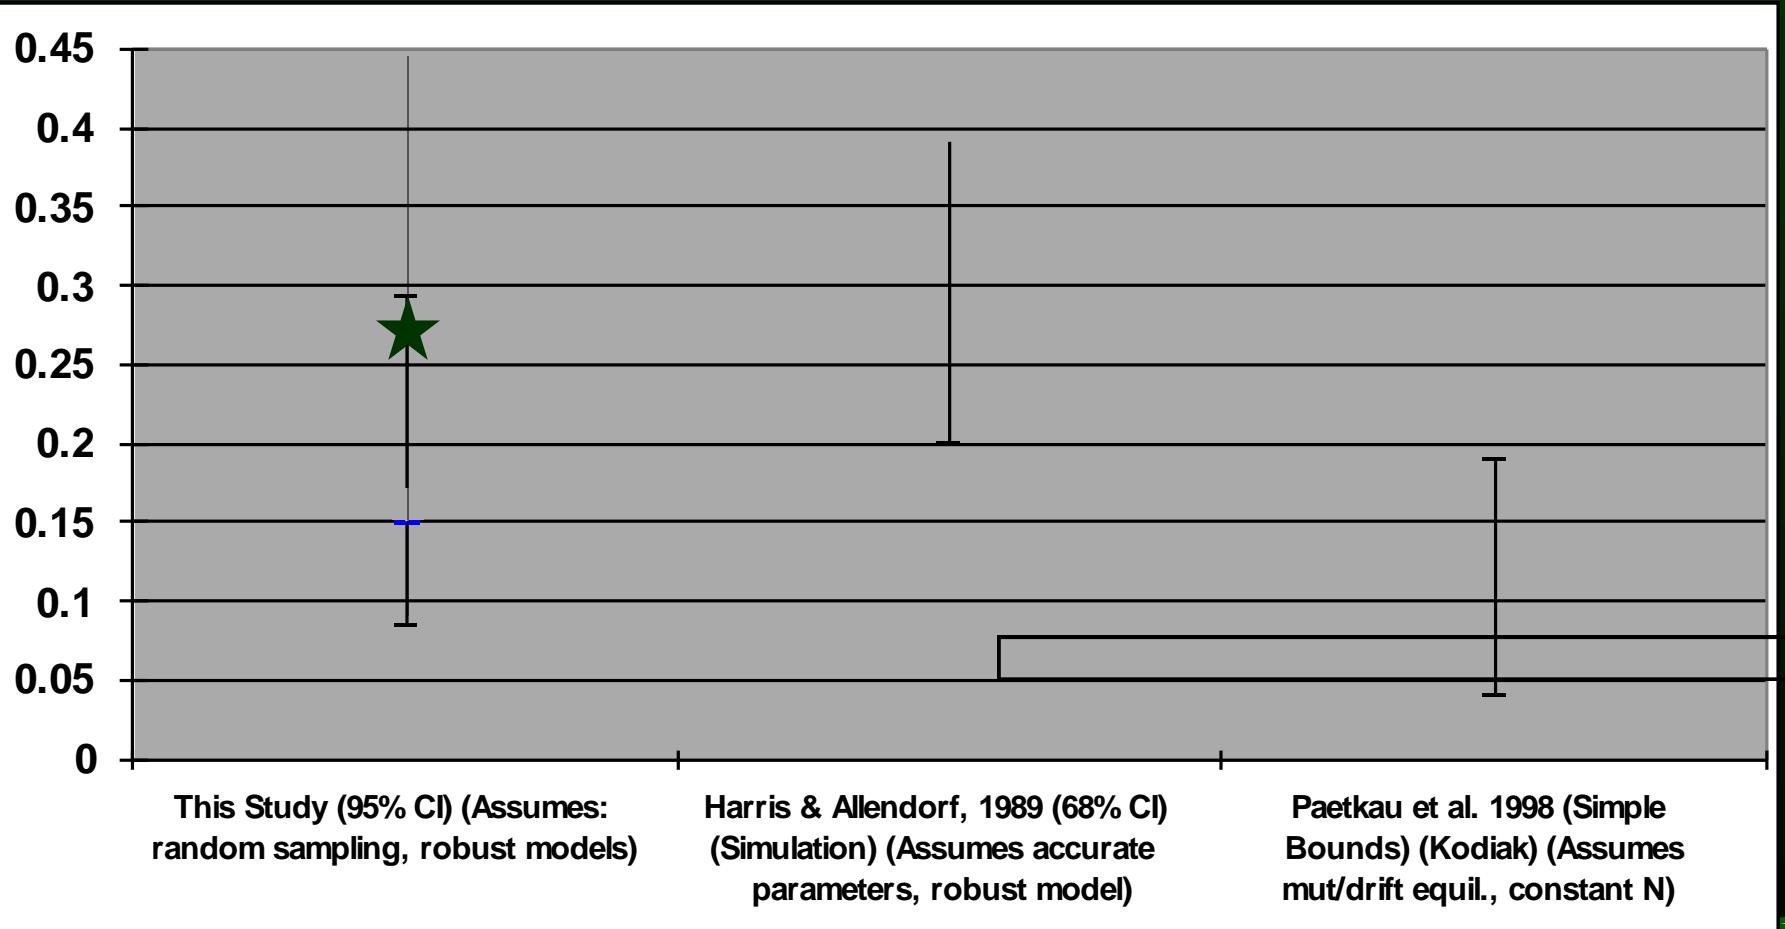 0.45
0.4
0.35
0.3
0.25
0.2
0.15
0.1
0.05
0
This Study (95% CI) (Assumes:
random sampling, robust models)
Harris & Allendorf, 1989 (68% CI)
(Simulation) (Assumes accurate
parameters, robust model)
Paetkau et al. 1998 (Simple
Bounds) (Kodiak) (Assumes
mut/drift equil., constant N)